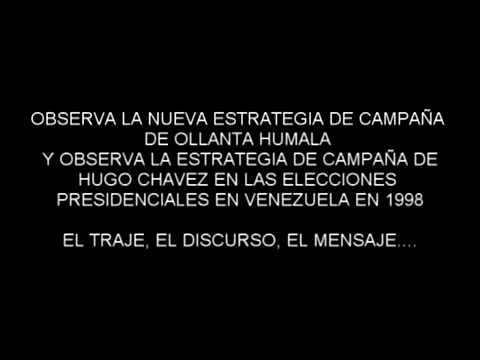 OBSERVA LA NUEVA ESTRATEGIA DE CAMPAÑA
DE OLLANTA HUMALA
Y OBSERVA LA ESTRATEGIA DE CAMPAÑA DE
HUGO CHAVEZ EN LAS ELECCIONES
PRESIDENCIALES EN VENEZUELA EN 1998
EL TRAJE, EL DISCURSO, EL MENSAJE....